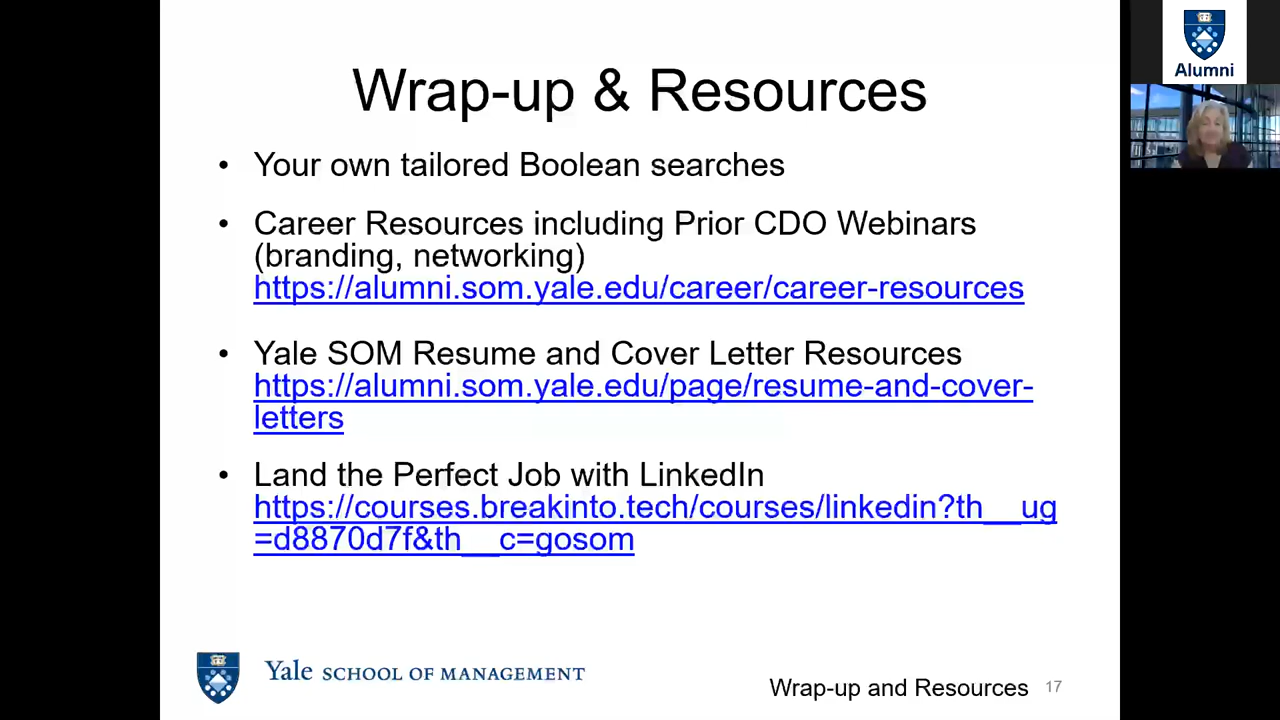 Wrap-up & Resources
• Your own tailored Boolean searches
• Career Resources including Prior CDO Webinars
(branding, networking)
https://alumni.som.yale.edu/career/career-resources
• Yale SOM Resume and Cover Letter Resources
https://alumni.som.yale.edu/page/resume-and-cover-
letters
• Land the Perfect Job with LinkedIn
https://courses.breakinto.tech/courses/linkedin?th__ug
=d8870d7f&th__c=gosom
Yale SCHOOL OF MANAGEMENT
Wrap-up and Resources 17
Alumni